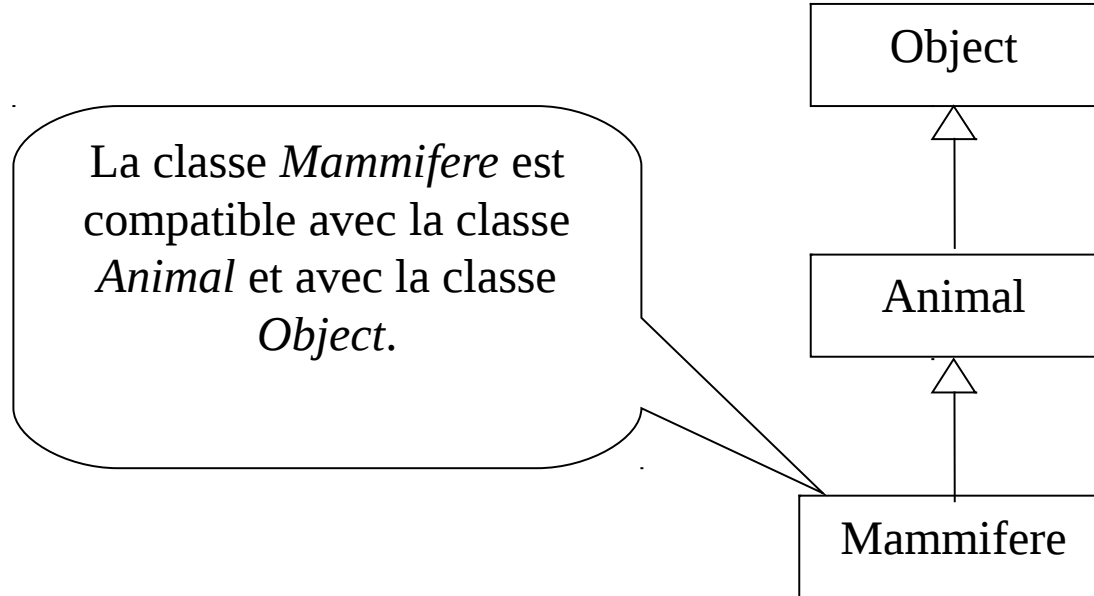 Object
La classe Mammifere est
compatible avec la classe
Animal et avec la classe
Object.
Animal
Mammifere